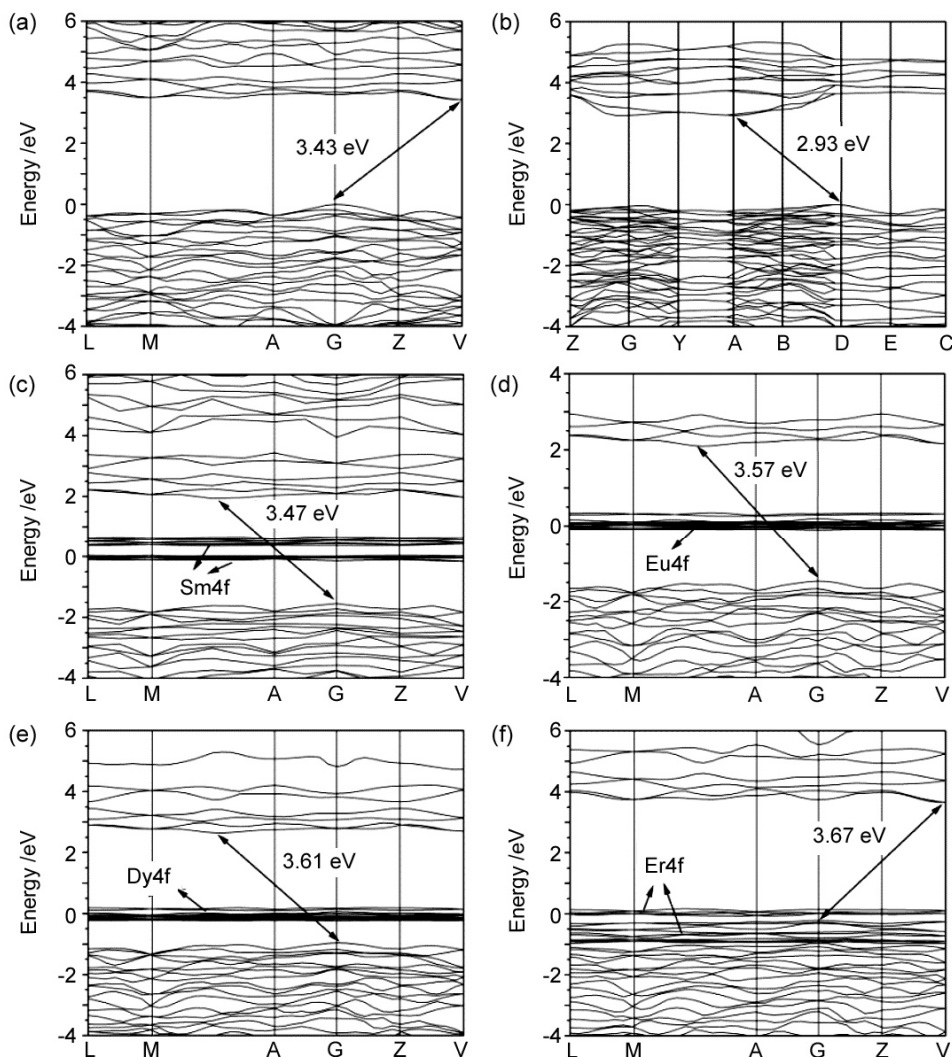 (a)
6
4
2
0
-2
-4
Energy /eV
3.43 eV
L M A G Z V
(b)
6
4
2
0
-2
-4
Energy /eV
2.93 eV
Z G Y A B D E C
(c)
6
4
2
0
-2
-4
Energy /eV
3.47 eV
Sm4f
L M A G Z V
(d)
4
2
0
-2
-4
Energy /eV
3.57 eV
Eu4f
L M A G Z V
(e)
6
4
2
0
-2
-4
Energy /eV
3.61 eV
Dy4f
L M A G Z V
(f)
6
4
2
0
-2
-4
Energy /eV
3.67 eV
Er4f
L M A G Z V